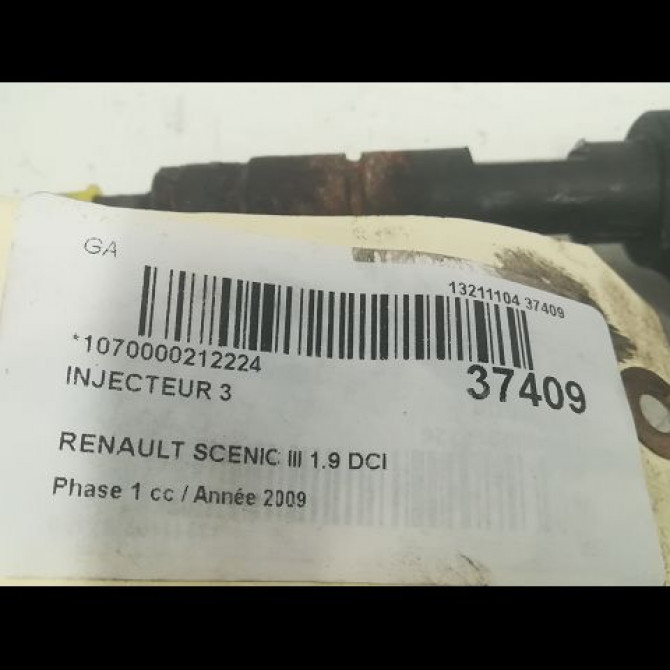 GA
13211104 37409
*1070000212224
37409
INJECTEUR 3
RENAULT SCENIC III 1.9 DCI
Phase 1 cc / Année 2009